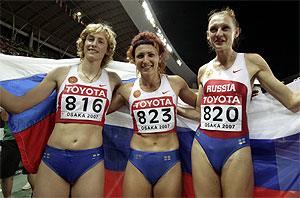 TOYOTA
816
OSAKA 2007
TOYOTA
823
OSAKA 2007
RUSSIA
TOYOTA
820
OSAKA 2007